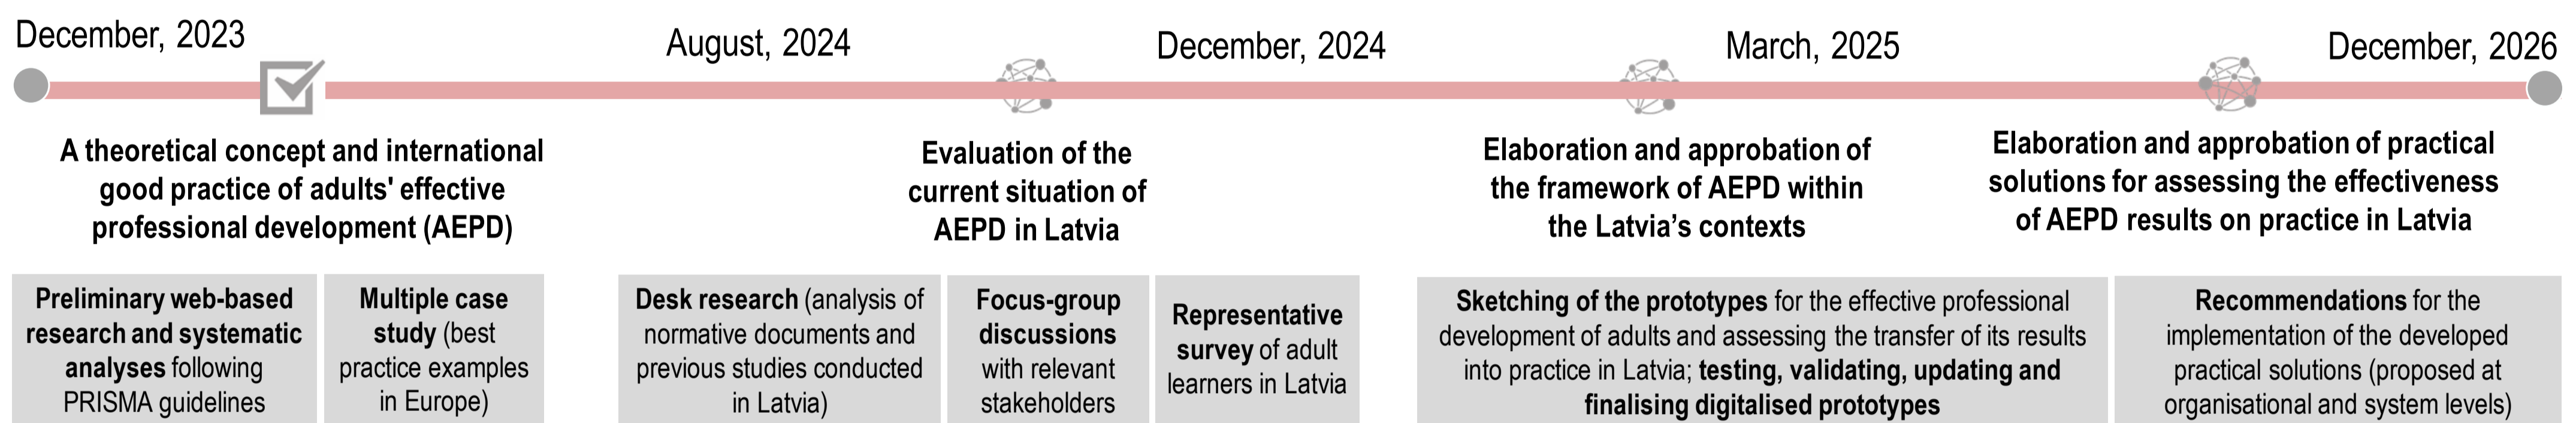 December, 2023
August, 2024
December, 2024
March, 2025
December, 2026
A theoretical concept and international
good practice of adults' effective
professional development (AEPD)
Evaluation of the
current situation of
AEPD in Latvia
Elaboration and approbation of
the framework of AEPD within
the Latvia’s contexts
Elaboration and approbation of practical
solutions for assessing the effectiveness
of AEPD results on practice in Latvia
Preliminary web-based
research and systematic
analyses following
PRISMA guidelines
Multiple case
study (best
practice examples
in Europe)
Desk research (analysis of
normative documents and
previous studies conducted
in Latvia)
Focus-group
discussions
with relevant
stakeholders
Representative
survey of adult
learners in Latvia
Sketching of the prototypes for the effective professional
development of adults and assessing the transfer of its results
into practice in Latvia; testing, validating, updating and
finalising digitalised prototypes
Recommendations for the
implementation of the developed
practical solutions (proposed at
organisational and system levels)